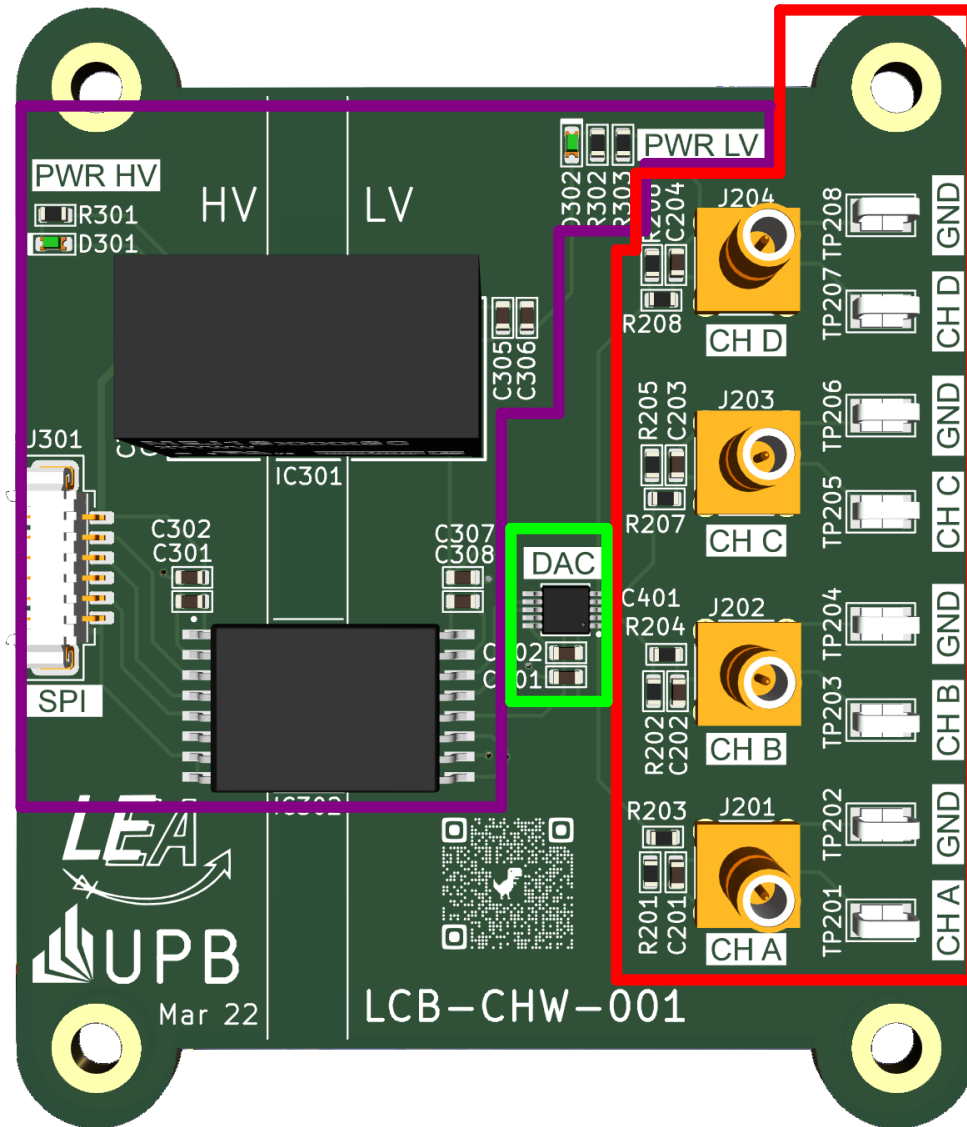 PWR HV
R301
D301
HV
LV
D302
R302
R303
PWR LV
C204
R208
J204
CH D
TP208
GND
TP207
CH D
C305
C306
J301
IC301
R205
C203
R207
J203
CH C
TP206
GND
TP205
CH C
C302
C301
C307
C308
DAC
C401
SPI
R204
R202
C202
J202
CH B
TP204
GND
TP203
CH B
IC302
R203
R201
C201
J201
CH A
TP202
GND
TP201
CH A
LEA
UPB
Mar 22
LCB-CHW-001